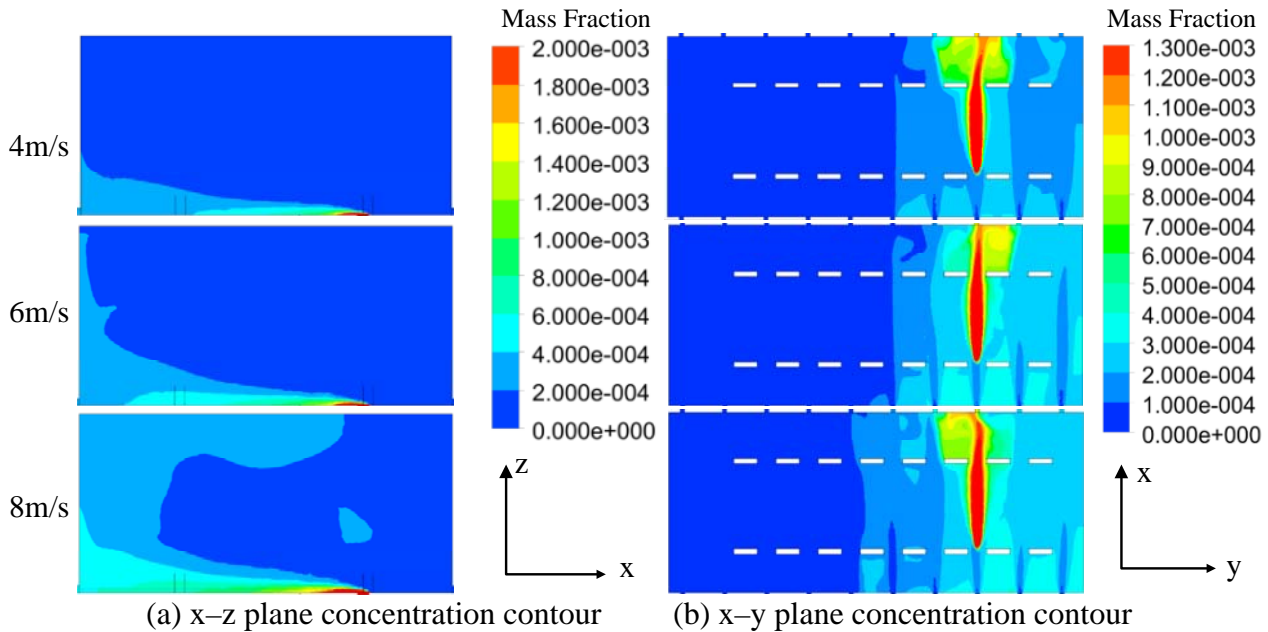 Mass Fraction
2.000e-003
1.600e-003
1.400e-003
1.200e-003
1.000e-003
8.000e-004
6.000e-004
4.000e-004
2.000e-004
0.000e+000
Mass Fraction
1.300e-003
1.200e-003
1.100e-003
1.000e-003
9.000e-004
8.000e-004
7.000e-004
6.000e-004
5.000e-004
4.000e-004
3.000e-004
2.000e-004
1.000e-004
0.000e+000
4m/s
6m/s
8m/s
z
x
x
y
(a) x–z plane concentration contour
(b) x–y plane concentration contour